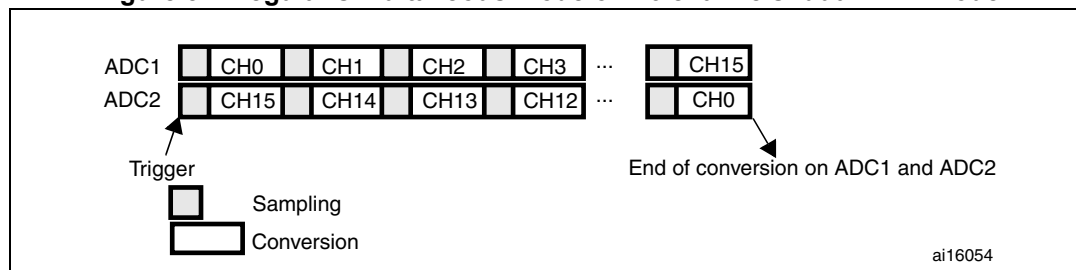 ADC1 CH0 CH1 CH2 CH3 ... CH15
ADC2 CH15 CH14 CH13 CH12 ... CH0
Trigger
End of conversion on ADC1 and ADC2
Sampling
Conversion
ai16054